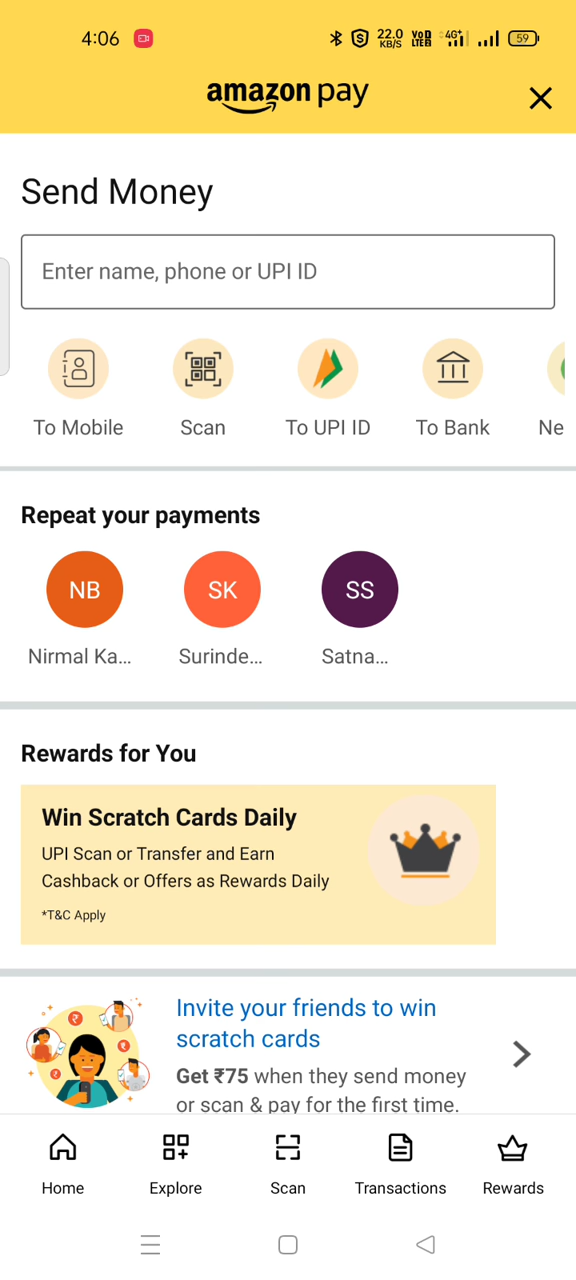 4:06
22.0
KB/S
VoD
LTE
4G+
59
amazon pay
Send Money
Enter name, phone or UPI ID
To Mobile
Scan
To UPI ID
To Bank
Ne
Repeat your payments
NB
SK
SS
Nirmal Ka...
Surinde...
Satna...
Rewards for You
Win Scratch Cards Daily
UPI Scan or Transfer and Earn
Cashback or Offers as Rewards Daily
*T&C Apply
Invite your friends to win
scratch cards
Get ₹75 when they send money
or scan & pay for the first time.
Home
Explore
Scan
Transactions
Rewards